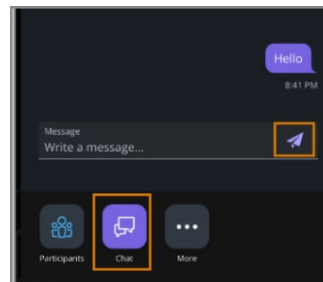 Hello
8:41 PM
Message
Write a message...
Participants
Chat
More